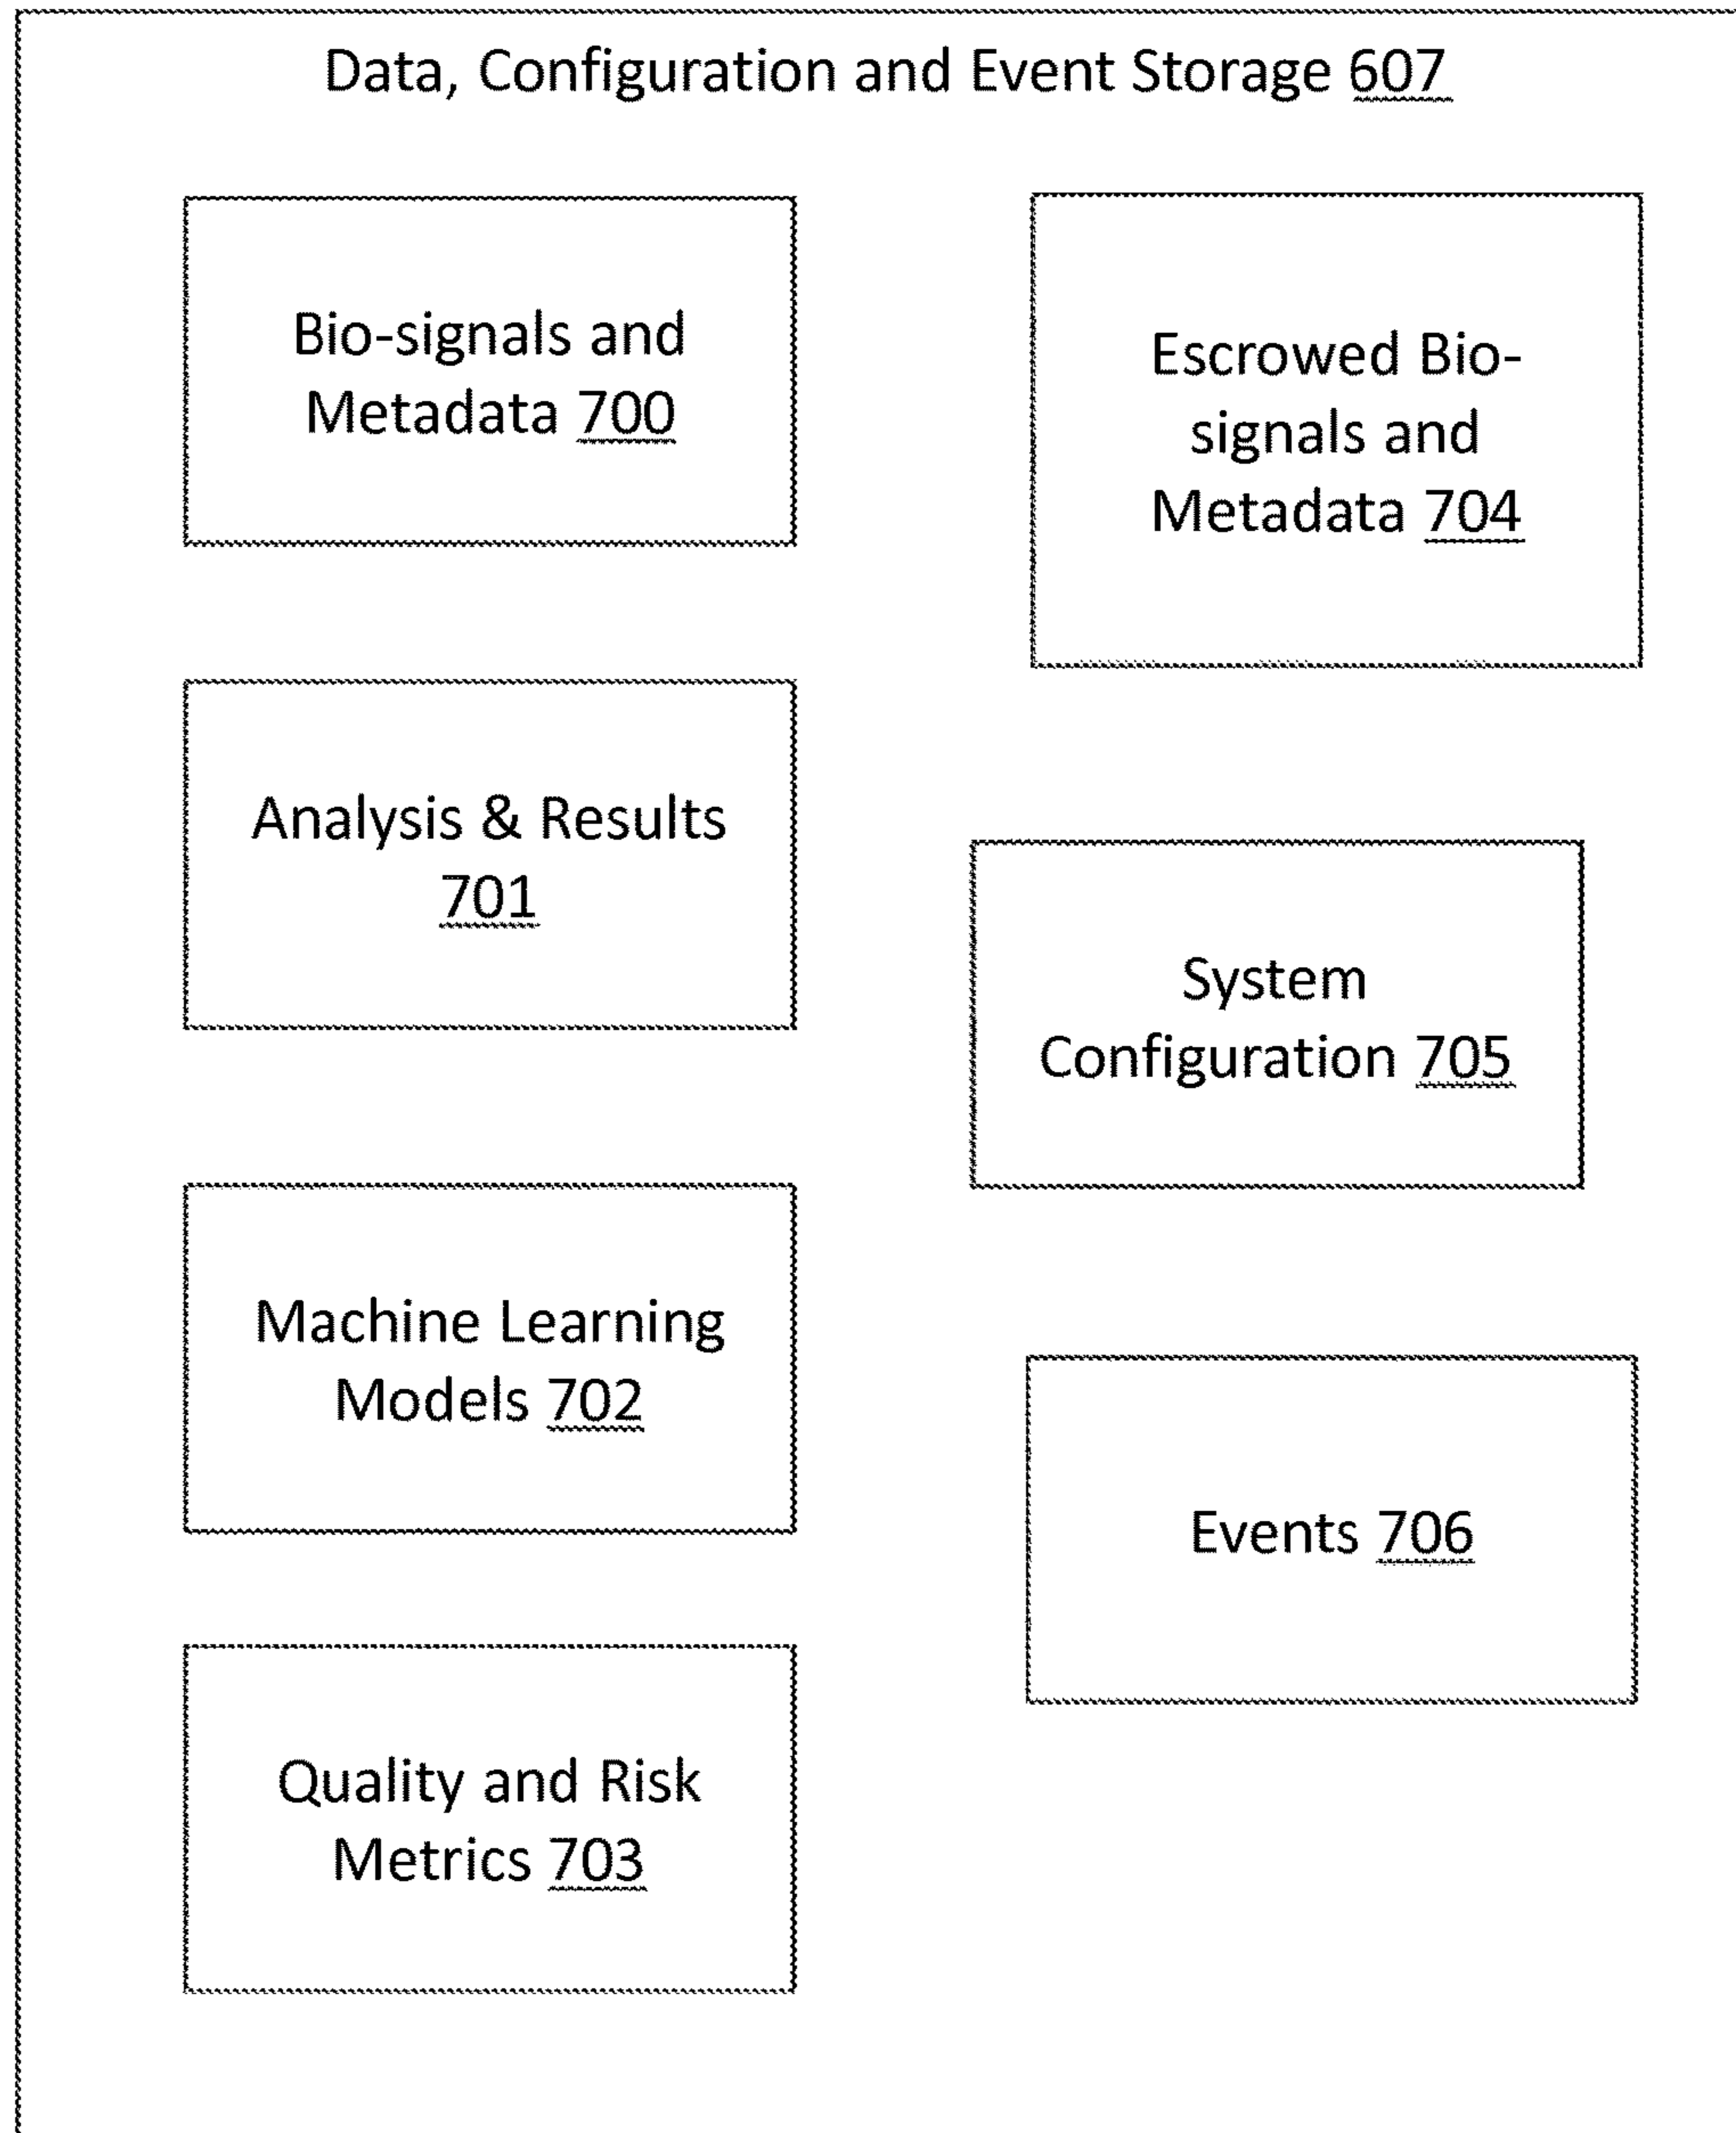 Data, Configuration and Event Storage 607
Bio-signals and
Metadata 700
Analysis & Results
701
Machine Learning
Models 702
Quality and Risk
Metrics 703
Escrowed Bio-
signals and
Metadata 704
System
Configuration 705
Events 706